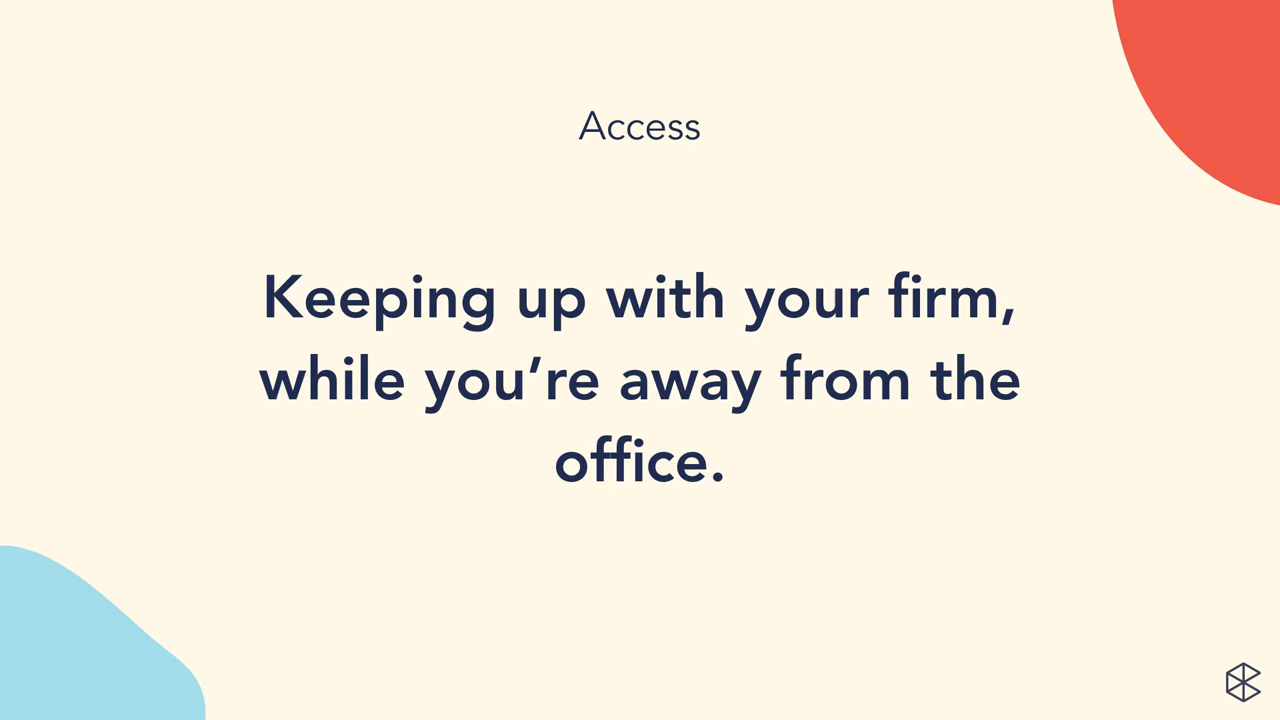 Access
Keeping up with your firm,
while you’re away from the
office.